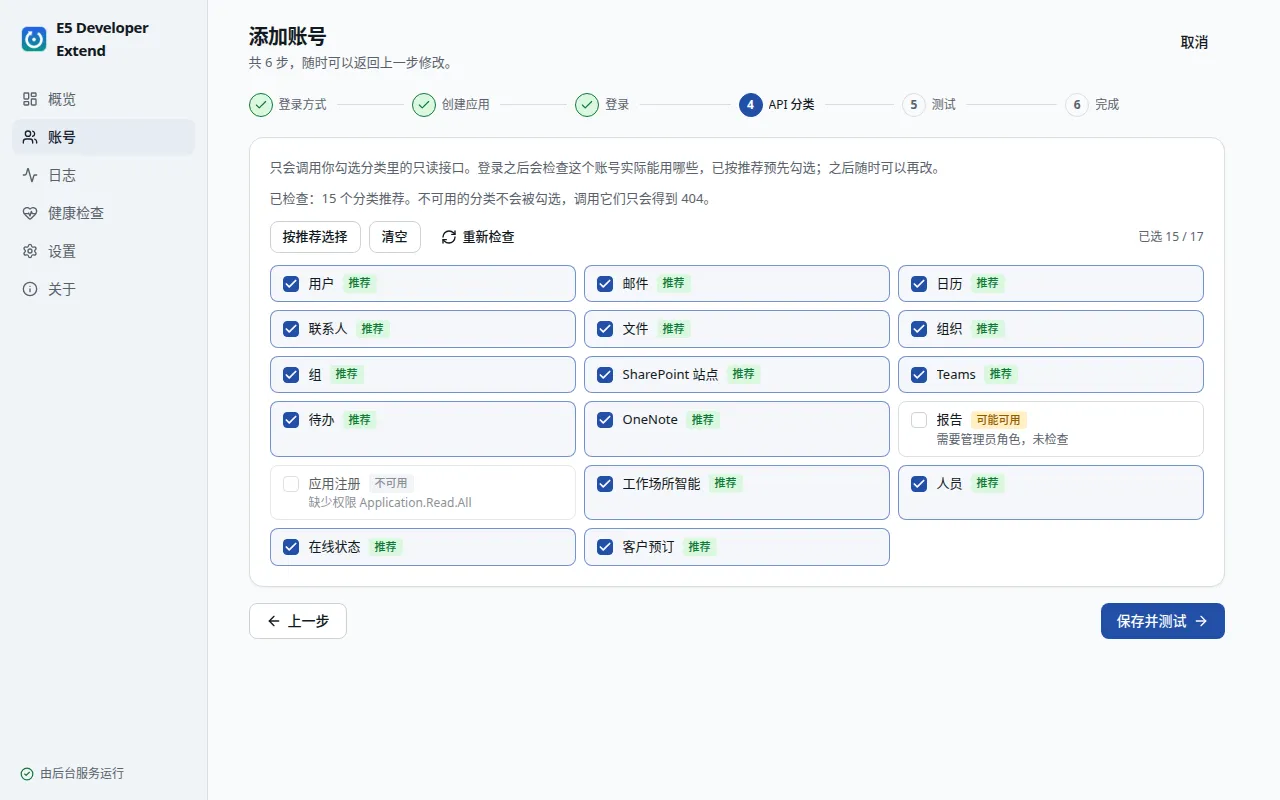 E5 Developer
Extend
概览
账号
日志
健康检查
设置
关于
由后台服务运行
添加账号
共 6 步，随时可以返回上一步修改。
取消
登录方式
创建应用
登录
4 API 分类
5 测试
6 完成
只会调用你勾选分类里的只读接口。登录之后会检查这个账号实际能用哪些，已按推荐预先勾选；之后随时可以再改。
已检查：15 个分类推荐。不可用的分类不会被勾选，调用它们只会得到 404。
按推荐选择 清空 重新检查 已选 15 / 17
用户 推荐 邮件 推荐 日历 推荐
联系人 推荐 文件 推荐 组织 推荐
组 推荐 SharePoint 站点 推荐 Teams 推荐
待办 推荐 OneNote 推荐 报告 可能可用
需要管理员角色，未检查
应用注册 不可用 工作场所智能 推荐 人员 推荐
缺少权限 Application.Read.All
在线状态 推荐 客户预订 推荐
上一步 保存并测试